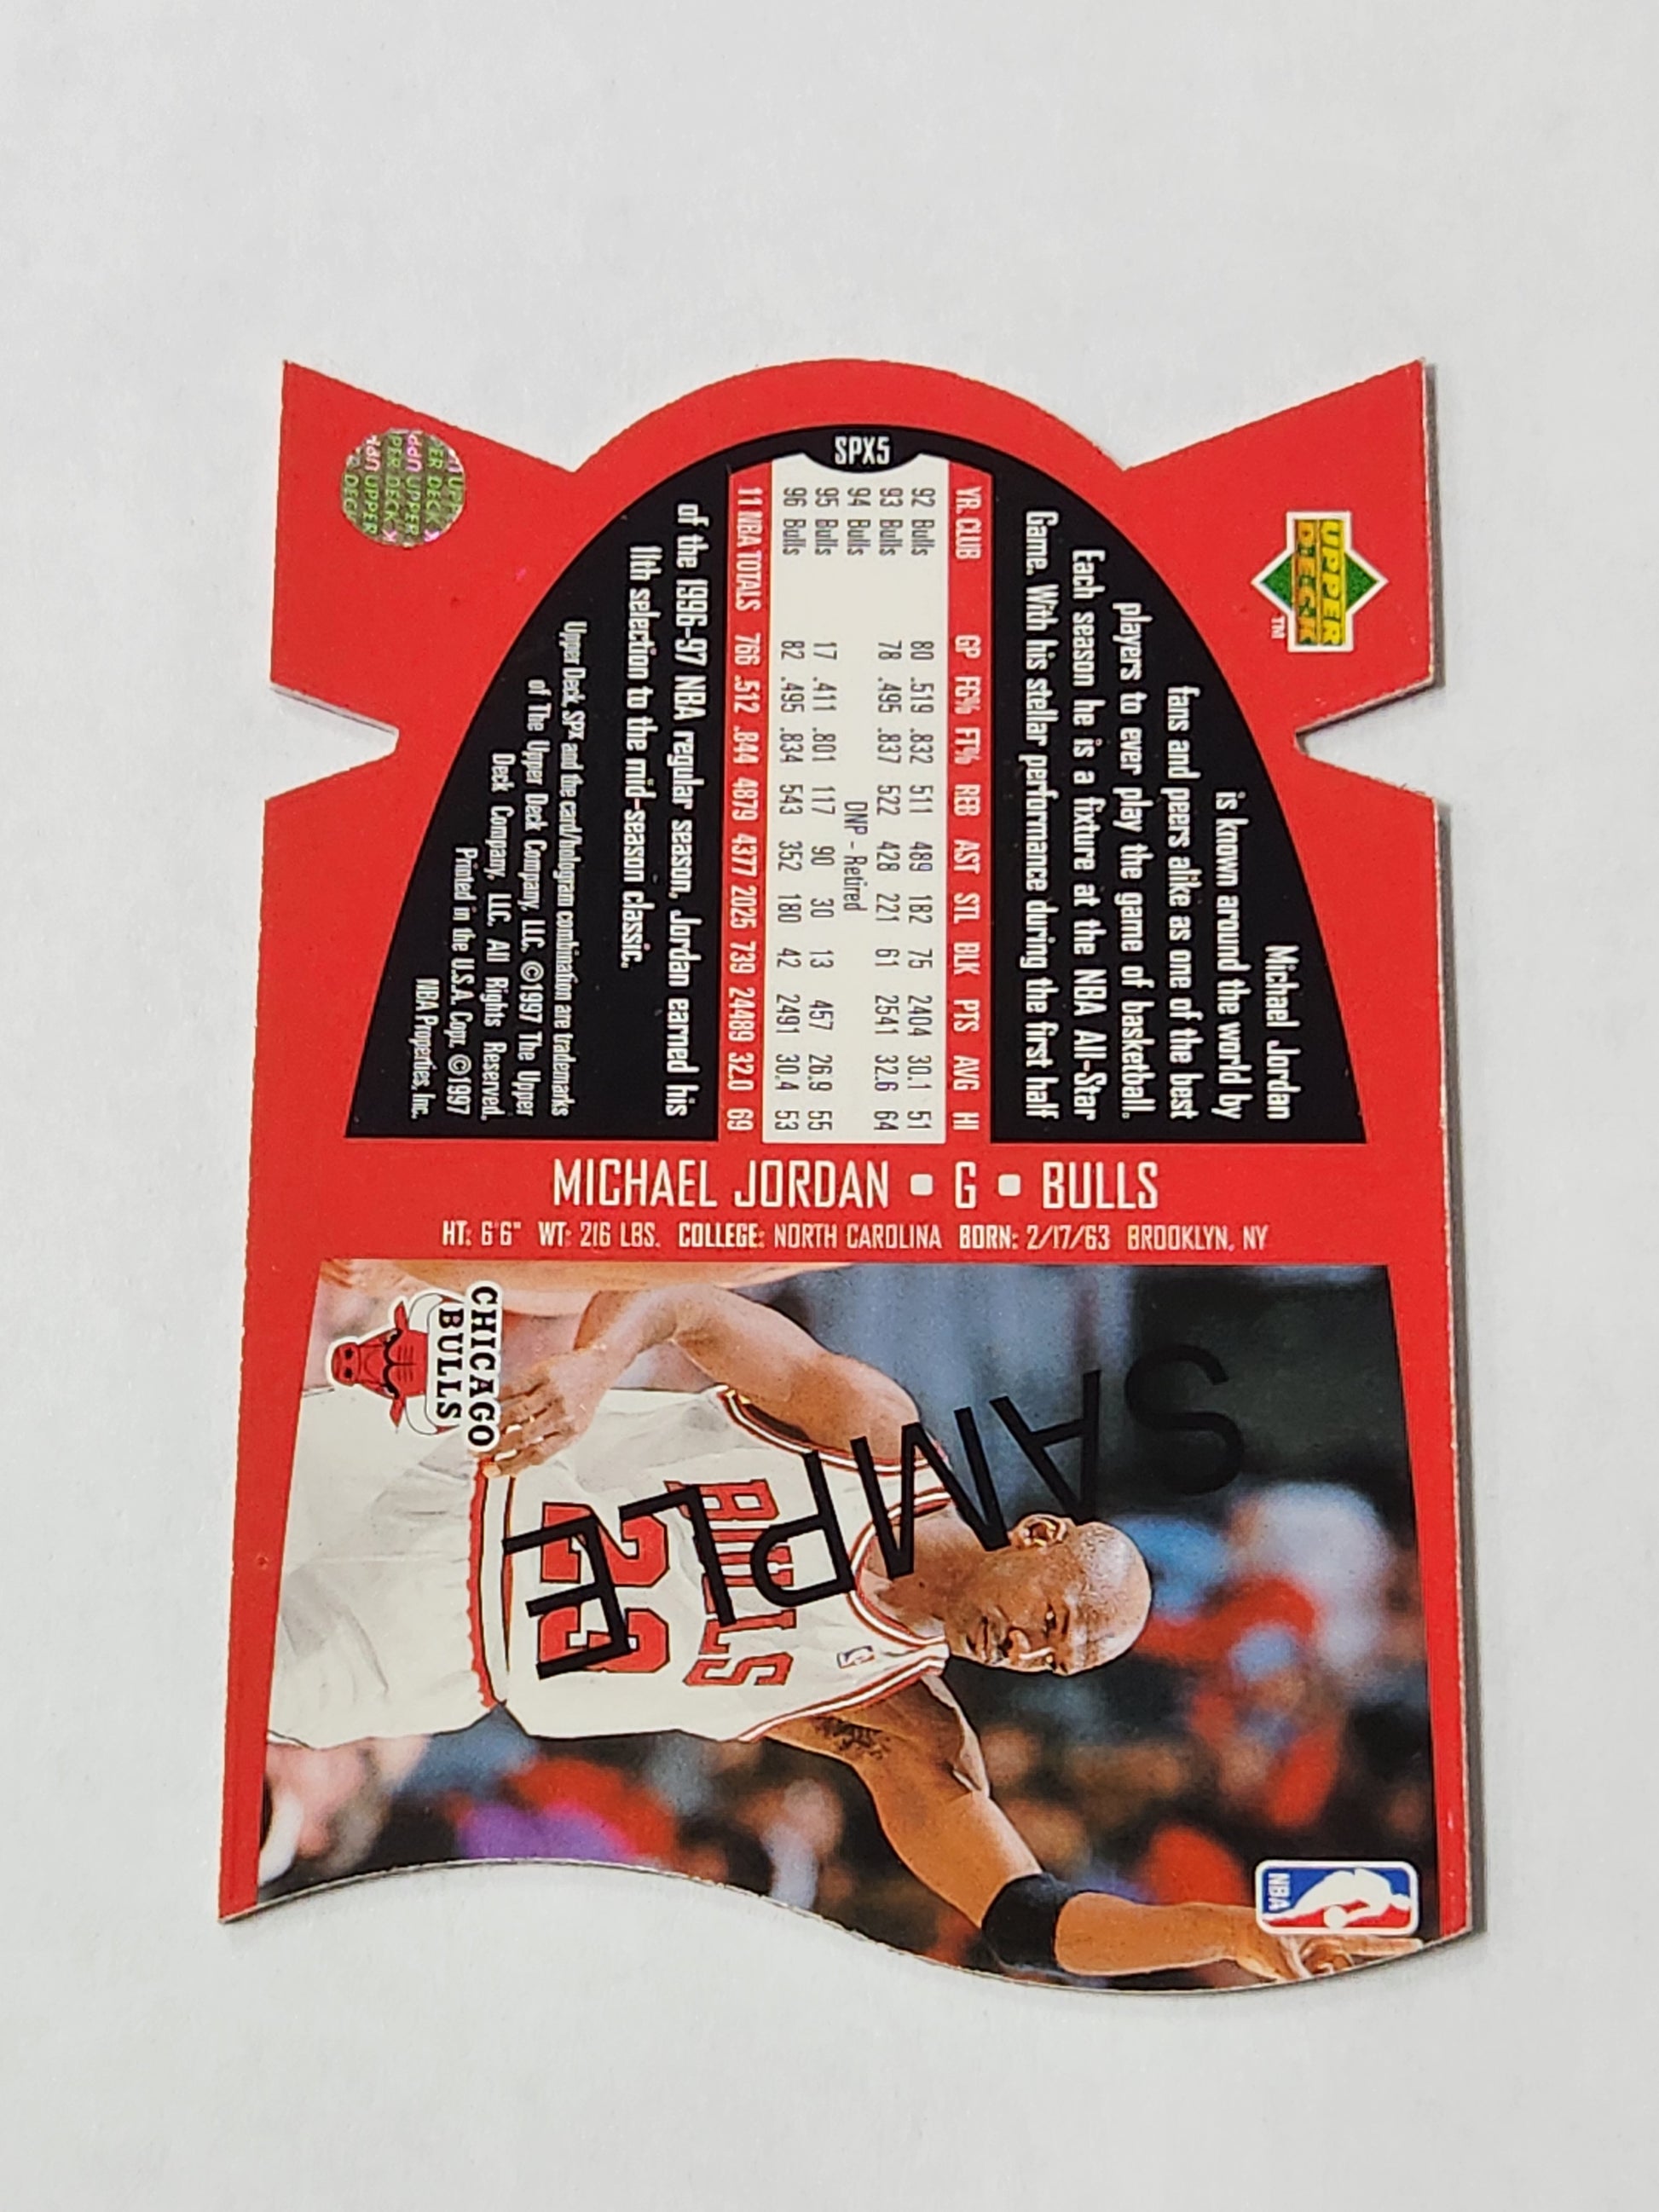 UPPER
DECK
TM
Michael Jordan
is known around the world by
fans and peers alike as one of the best
players to ever play the game of basketball.
Each season he is a fixture at the NBA All-Star
Game. With his stellar performance during the first half
SPX5
YR. CLUB GP FG% FT% REB AST STL BLK PTS AVG HI
92 Bulls 80 .519 .832 511 489 182 75 2404 30.1 51
93 Bulls 78 .495 .837 522 428 221 61 2541 32.6 64
94 Bulls DNP - Retired
95 Bulls 17 .411 .801 117 90 30 13 457 26.9 55
96 Bulls 82 .495 .834 543 352 180 42 2491 30.4 53
11 NBA TOTALS 766 .512 .844 4879 4377 2025 739 24489 32.0 69
of the 1996-97 NBA regular season, Jordan earned his
11th selection to the mid-season classic.
Upper Deck, SPx and the card/hologram combination are trademarks
of The Upper Deck Company, LLC. ©1997 The Upper
Deck Company, LLC. All Rights Reserved.
Printed in the U.S.A. Copr. ©1997
NBA Properties, Inc.
UPPER DECK
MICHAEL JORDAN ▪ G ▪ BULLS
HT: 6'6" WT: 216 LBS. COLLEGE: NORTH CAROLINA BORN: 2/17/63 BROOKLYN, NY
SAMPLE
BULLS
23
CHICAGO
BULLS
NBA